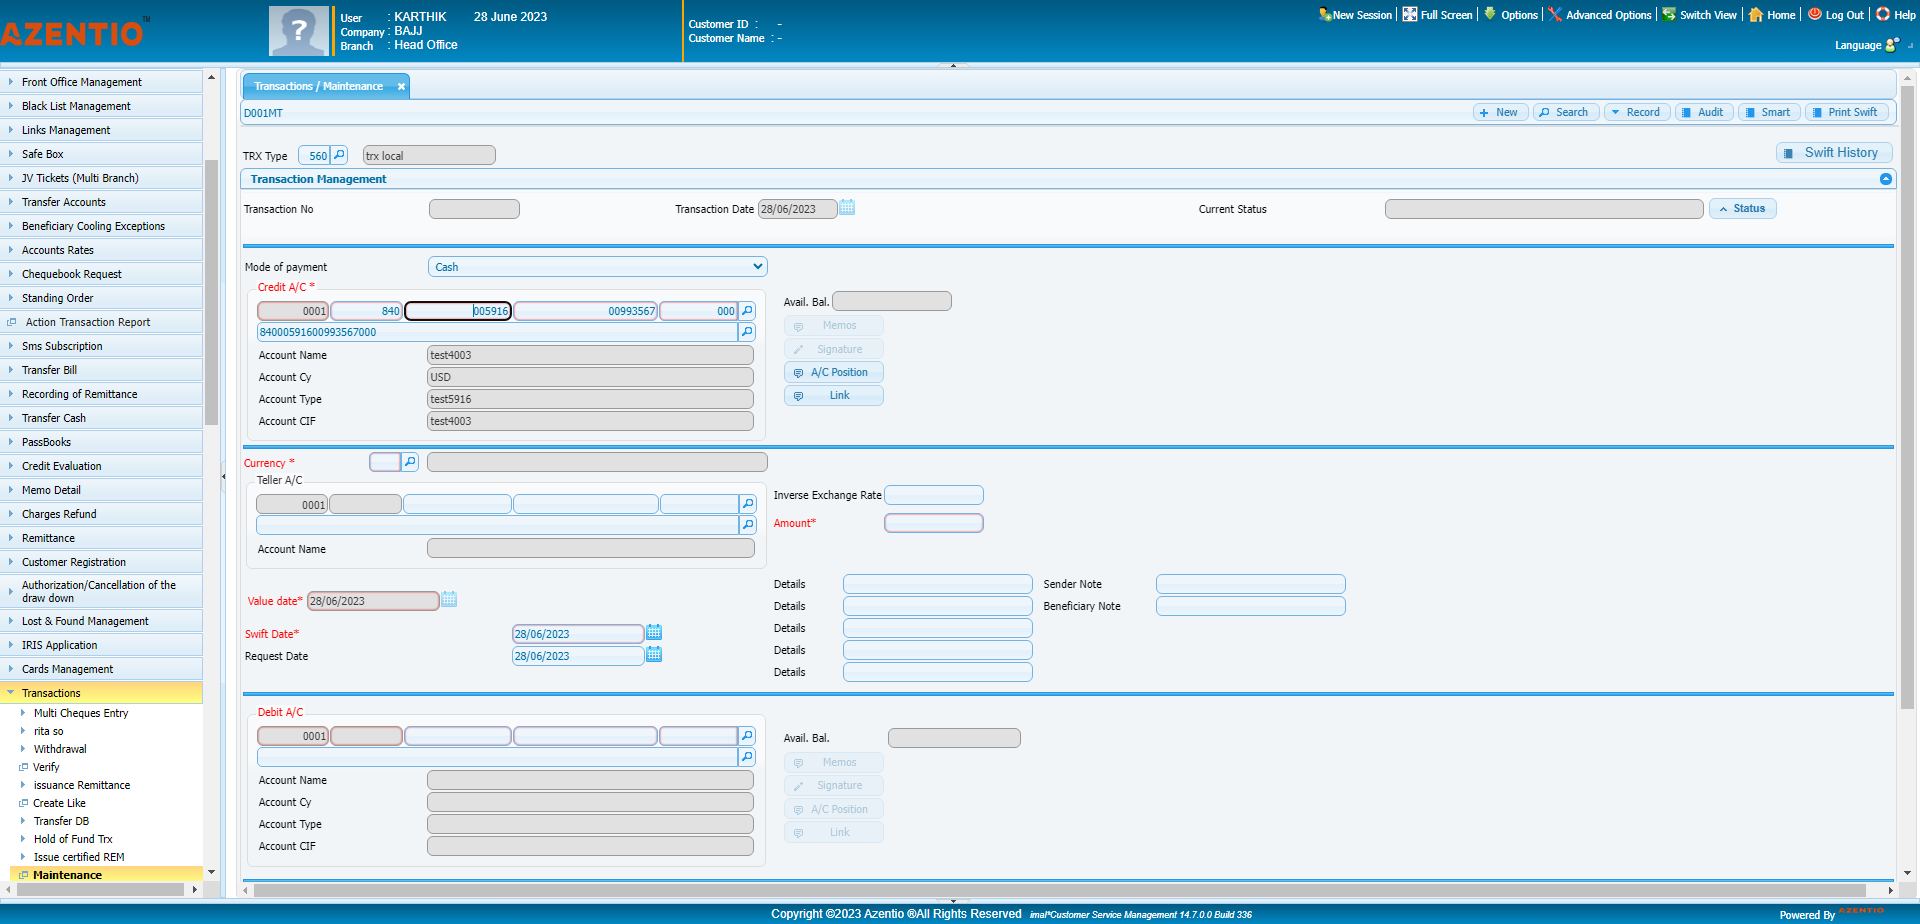 AZENTIO™
User : KARTHIK 28 June 2023
Company : BAJJ
Branch : Head Office
Customer ID : -
Customer Name : -
New Session Full Screen Options Advanced Options Switch View Home Log Out Help
Language
Front Office Management
Black List Management
Links Management
Safe Box
JV Tickets (Multi Branch)
Transfer Accounts
Beneficiary Cooling Exceptions
Accounts Rates
Chequebook Request
Standing Order
Action Transaction Report
Sms Subscription
Transfer Bill
Recording of Remittance
Transfer Cash
PassBooks
Credit Evaluation
Memo Detail
Charges Refund
Remittance
Customer Registration
Authorization/Cancellation of the
draw down
Lost & Found Management
IRIS Application
Cards Management
Transactions
Multi Cheques Entry
rita so
Withdrawal
Verify
issuance Remittance
Create Like
Transfer DB
Hold of Fund Trx
Issue certified REM
Maintenance
Transactions / Maintenance
D001MT
New Search Record Audit Smart Print Swift
TRX Type 560 trx local
Swift History
Transaction Management
Transaction No Transaction Date 28/06/2023 Current Status Status
Mode of payment Cash
Credit A/C *
0001 840 005916 00993567 000
84000591600993567000
Account Name test4003
Account Cy USD
Account Type test5916
Account CIF test4003
Avail. Bal.
Memos
Signature
A/C Position
Link
Currency *
Teller A/C
0001
Account Name
Inverse Exchange Rate
Amount*
Value date* 28/06/2023
Swift Date* 28/06/2023
Request Date 28/06/2023
Details Sender Note
Details Beneficiary Note
Details
Details
Details
Debit A/C
0001
Account Name
Account Cy
Account Type
Account CIF
Avail. Bal.
Memos
Signature
A/C Position
Link
Copyright ©2023 Azentio ®All Rights Reserved imal*Customer Service Management 14.7.0.0 Build 336
Powered By AZENTIO